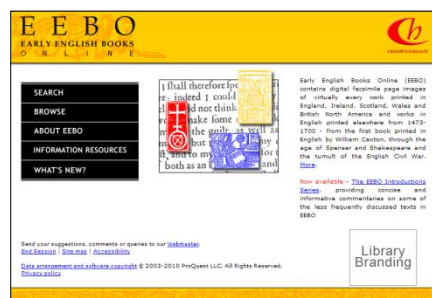 EEBO
EARLY ENGLISH BOOKS
ONLINE
CHADWYCK-HEALEY
SEARCH
BROWSE
ABOUT EEBO
INFORMATION RESOURCES
WHAT'S NEW?
I shall therefore
indeed I could
did not think
make some
the guilt, as well as
but
both as an
Early English Books Online (EEBO)
contains digital facsimile page images
of virtually every work printed in
England, Ireland, Scotland, Wales and
British North America and works in
English printed elsewhere from 1473-
1700 - from the first book printed in
English by William Caxton, through the
age of Spenser and Shakespeare and
the tumult of the English Civil War.
More.
Now available - The EEBO Introductions
Series, providing concise and
informative commentaries on some of
the less frequently discussed texts in
EEBO
Send your suggestions, comments or queries to our Webmaster.
End Session | Site map | Accessibility
Data arrangement and software copyright © 2003-2010 ProQuest LLC. All Rights Reserved.
Privacy policy
Library
Branding